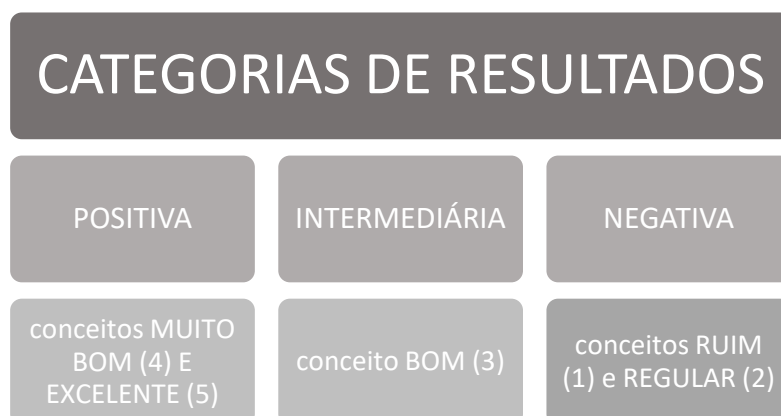 CATEGORIAS DE RESULTADOS
POSITIVA
INTERMEDIÁRIA
NEGATIVA
conceitos MUITO
BOM (4) E
EXCELENTE (5)
conceito BOM (3)
conceitos RUIM
(1) e REGULAR (2)